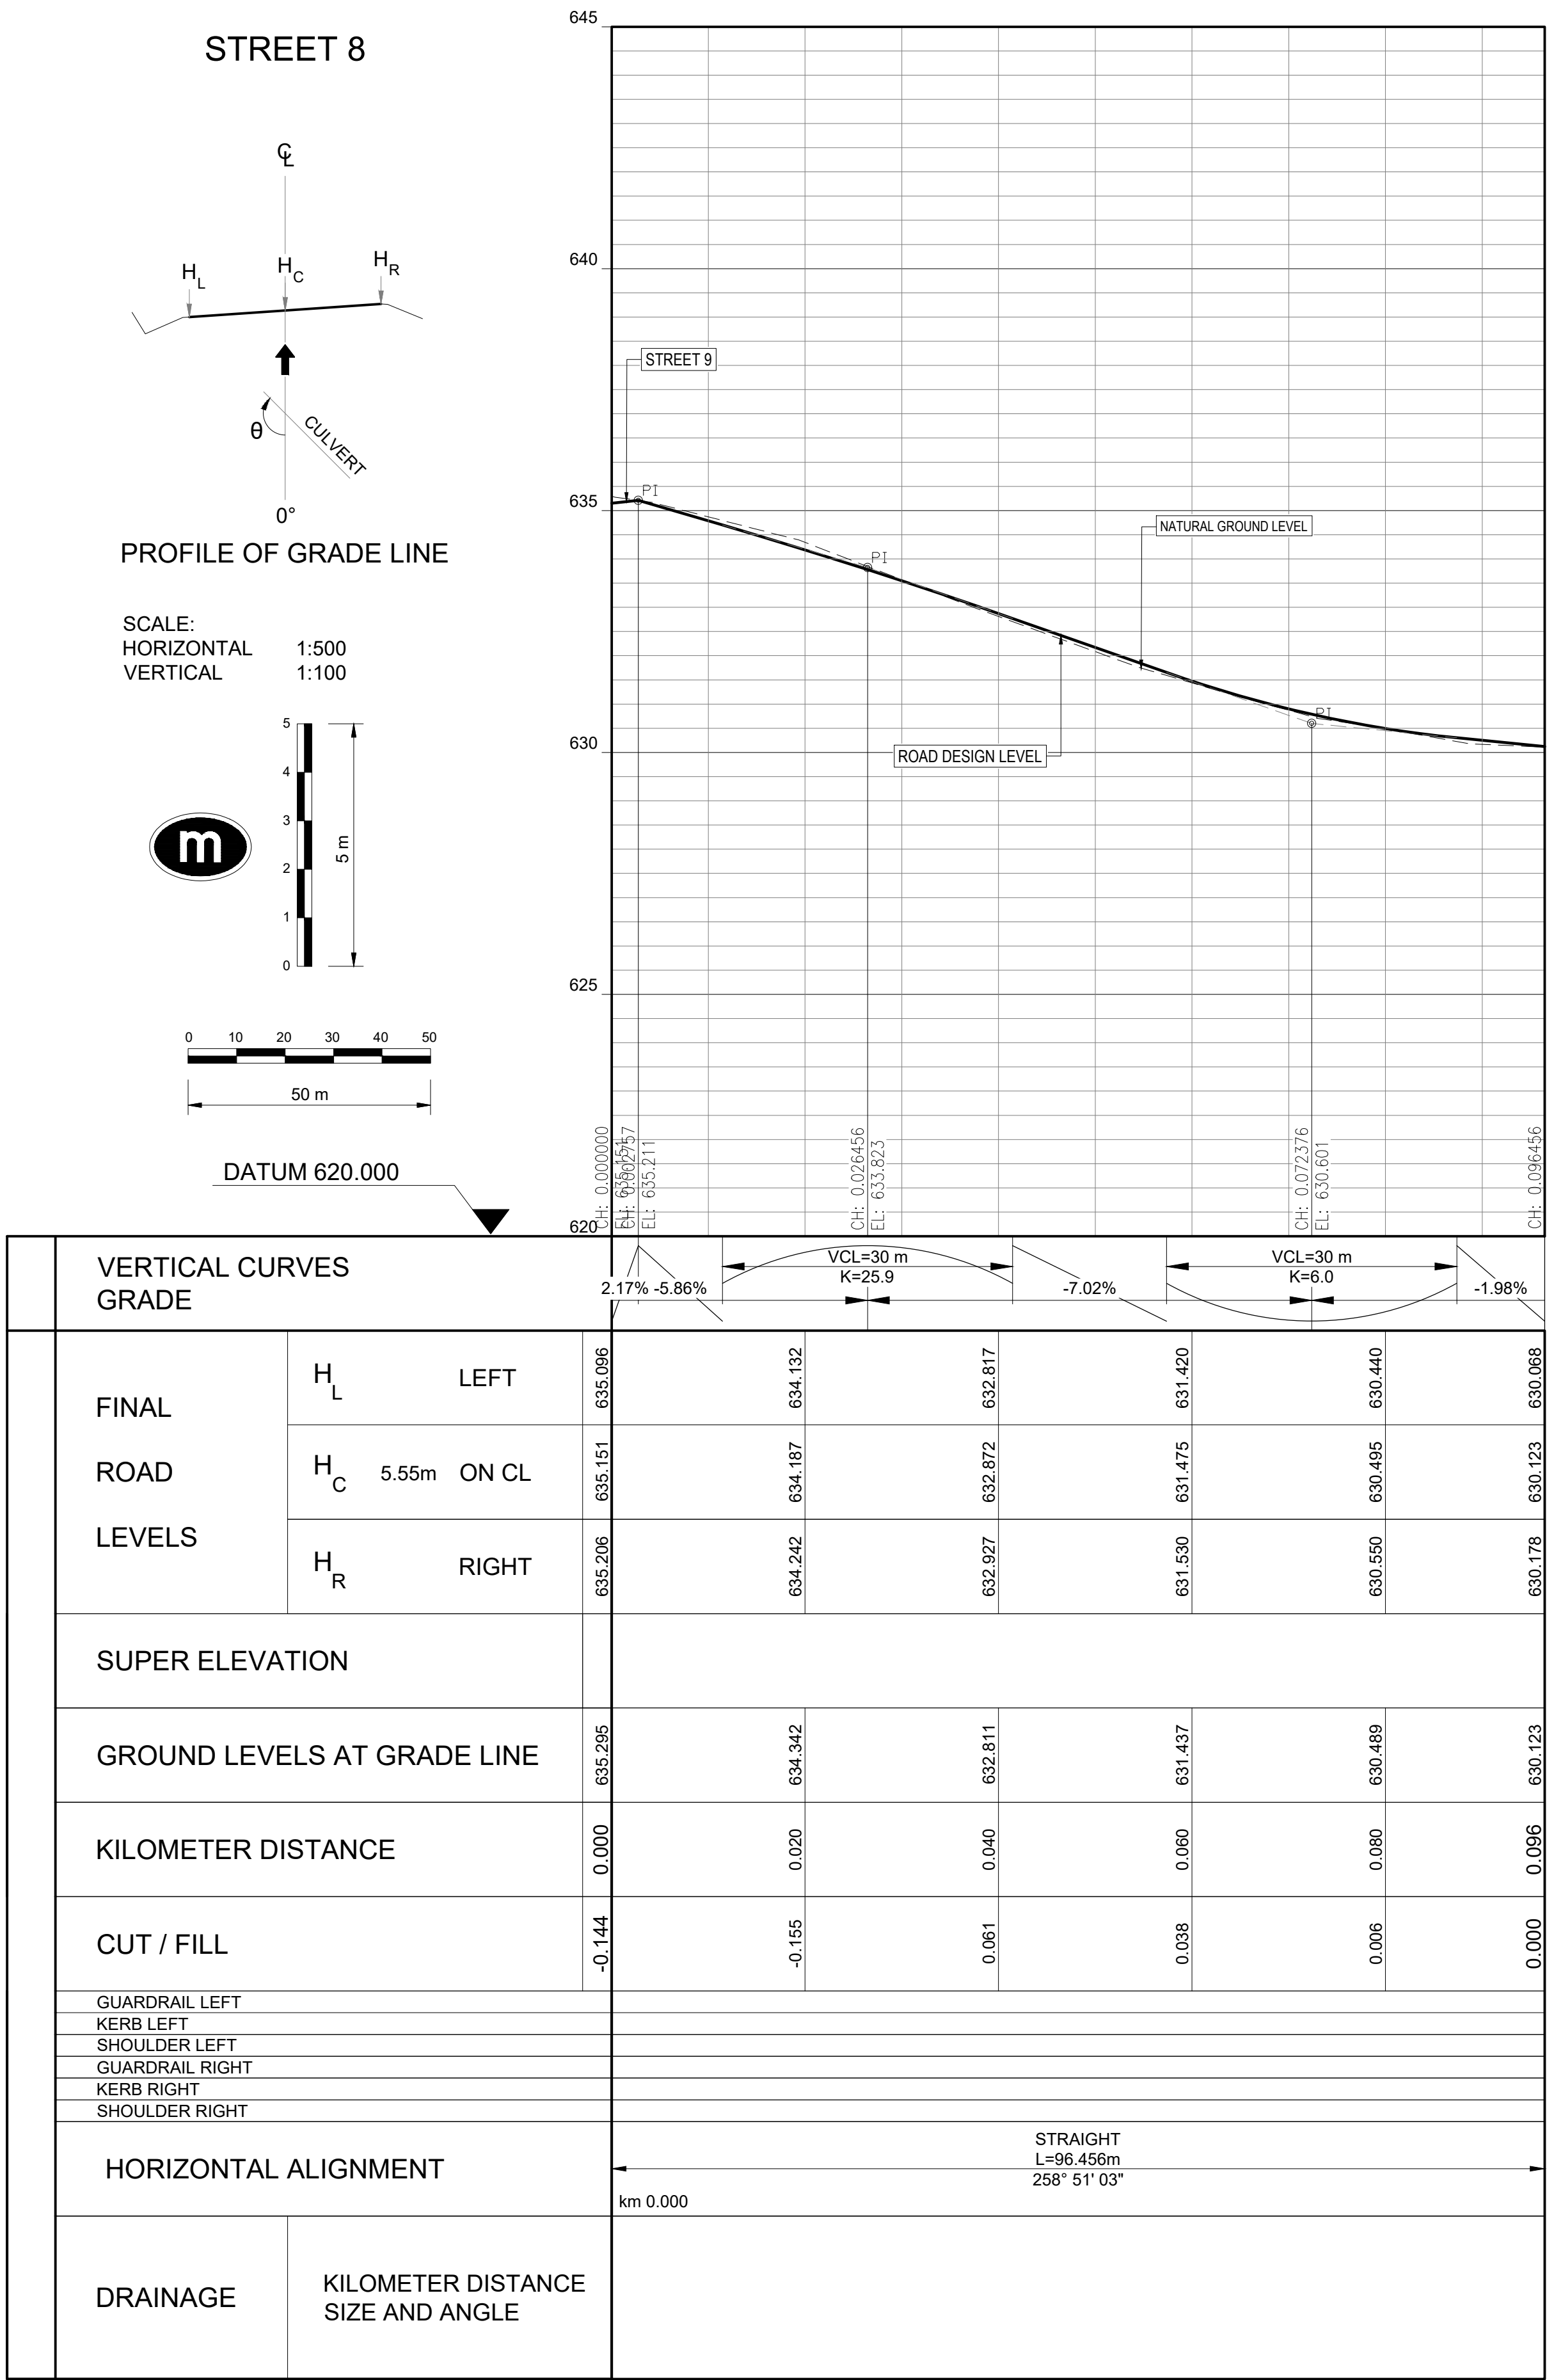 STREET 8
℄
H L
H C
H R
θ
CULVERT
0°
PROFILE OF GRADE LINE
SCALE:
HORIZONTAL 1:500
VERTICAL 1:100
5
4
3
2
1
0
5 m
m
0 10 20 30 40 50
50 m
DATUM 620.000
645
640
635
630
625
620
STREET 9
PI
PI
NATURAL GROUND LEVEL
ROAD DESIGN LEVEL
PI
CH: 0.000000
EL: 635.151
CH: 0.002757
EL: 635.211
CH: 0.026456
EL: 633.823
CH: 0.072376
EL: 630.601
CH: 0.096456
VERTICAL CURVES
GRADE
2.17% -5.86%
VCL=30 m
K=25.9
-7.02%
VCL=30 m
K=6.0
-1.98%
FINAL
ROAD
LEVELS
H L LEFT 635.096 634.132 632.817 631.420 630.440 630.068
H C 5.55m ON CL 635.151 634.187 632.872 631.475 630.495 630.123
H R RIGHT 635.206 634.242 632.927 631.530 630.550 630.178
SUPER ELEVATION
GROUND LEVELS AT GRADE LINE 635.295 634.342 632.811 631.437 630.489 630.123
KILOMETER DISTANCE 0.000 0.020 0.040 0.060 0.080 0.096
CUT / FILL -0.144 -0.155 0.061 0.038 0.006 0.000
GUARDRAIL LEFT
KERB LEFT
SHOULDER LEFT
GUARDRAIL RIGHT
KERB RIGHT
SHOULDER RIGHT
HORIZONTAL ALIGNMENT
STRAIGHT
L=96.456m
258° 51' 03"
km 0.000
DRAINAGE
KILOMETER DISTANCE
SIZE AND ANGLE